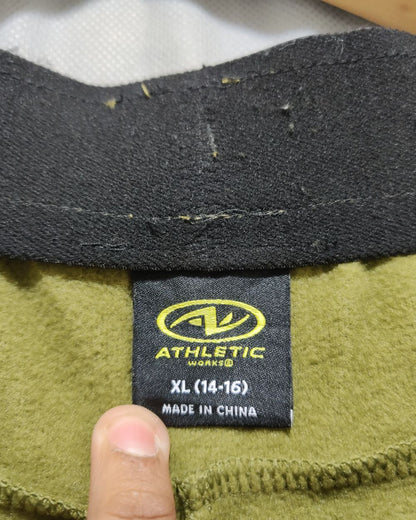 ATHLETIC
WORKS®
XL (14-16)
MADE IN CHINA